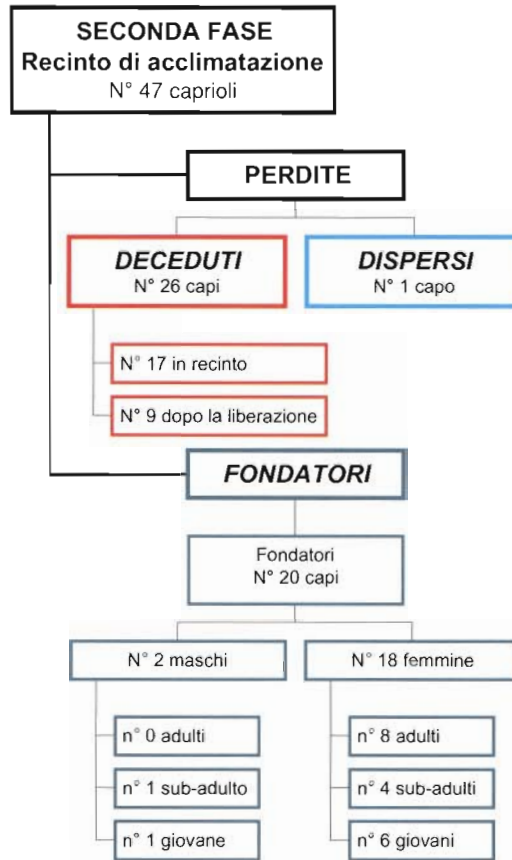 SECONDA FASE
Recinto di acclimatazione
N° 47 caprioli
PERDITE
DECEDUTI
N° 26 capi
DISPERSI
N° 1 capo
N° 17 in recinto
N° 9 dopo la liberazione
FONDATORI
Fondatori
N° 20 capi
N° 2 maschi
N° 18 femmine
n° 0 adulti
n° 8 adulti
n° 1 sub-adulto
n° 4 sub-adulti
n° 1 giovane
n° 6 giovani